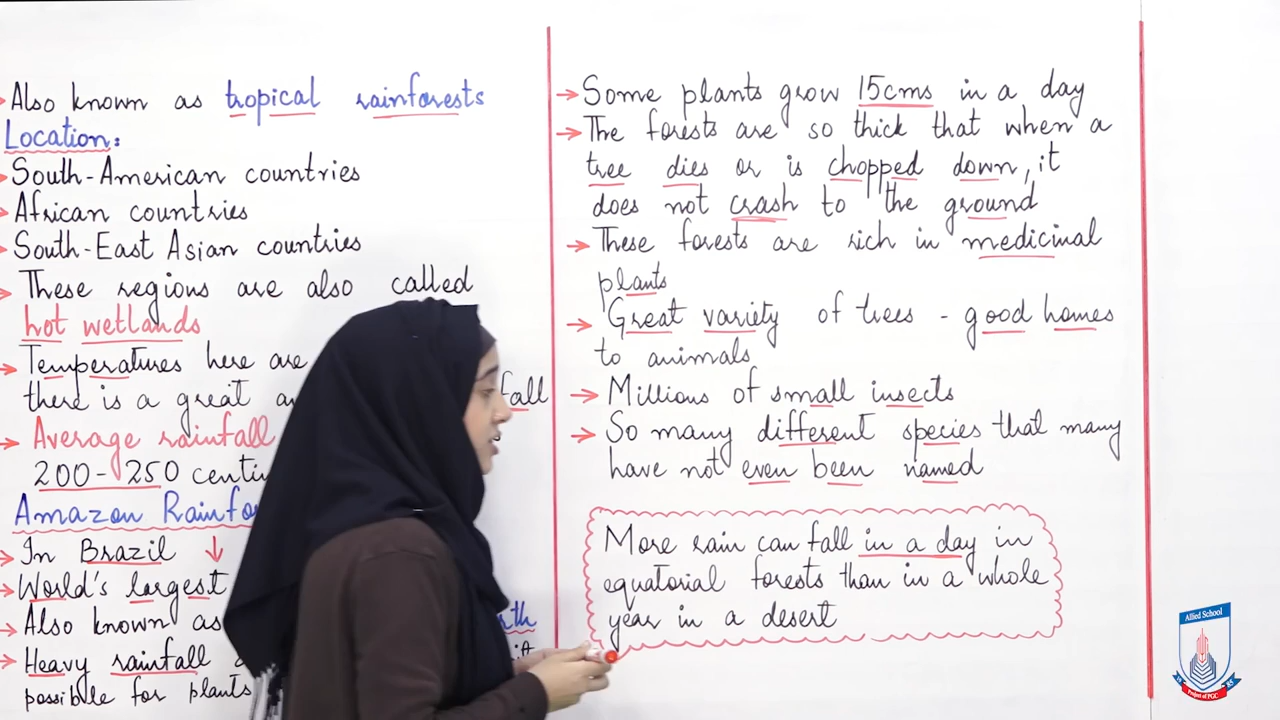 Also known as tropical rainforests
Location:
South-American countries
African countries
South-East Asian countries
These regions are also called
hot wetlands
Temperatures here are
there is a great
fall
Average rainfall
200-250
Amazon
In Brazil
World's largest
Also known as
Heavy rainfall
possible for plants
Some plants grow 15cms in a day
The forests are so thick that when a
tree dies or is chopped down, it
does not crash to the ground
These forests are rich in medicinal
plants
Great variety of trees - good homes
to animals
Millions of small insects
So many different species that many
have not even been named
More rain can fall in a day in
equatorial forests than in a whole
year in a desert
Allied School
Project of PGC